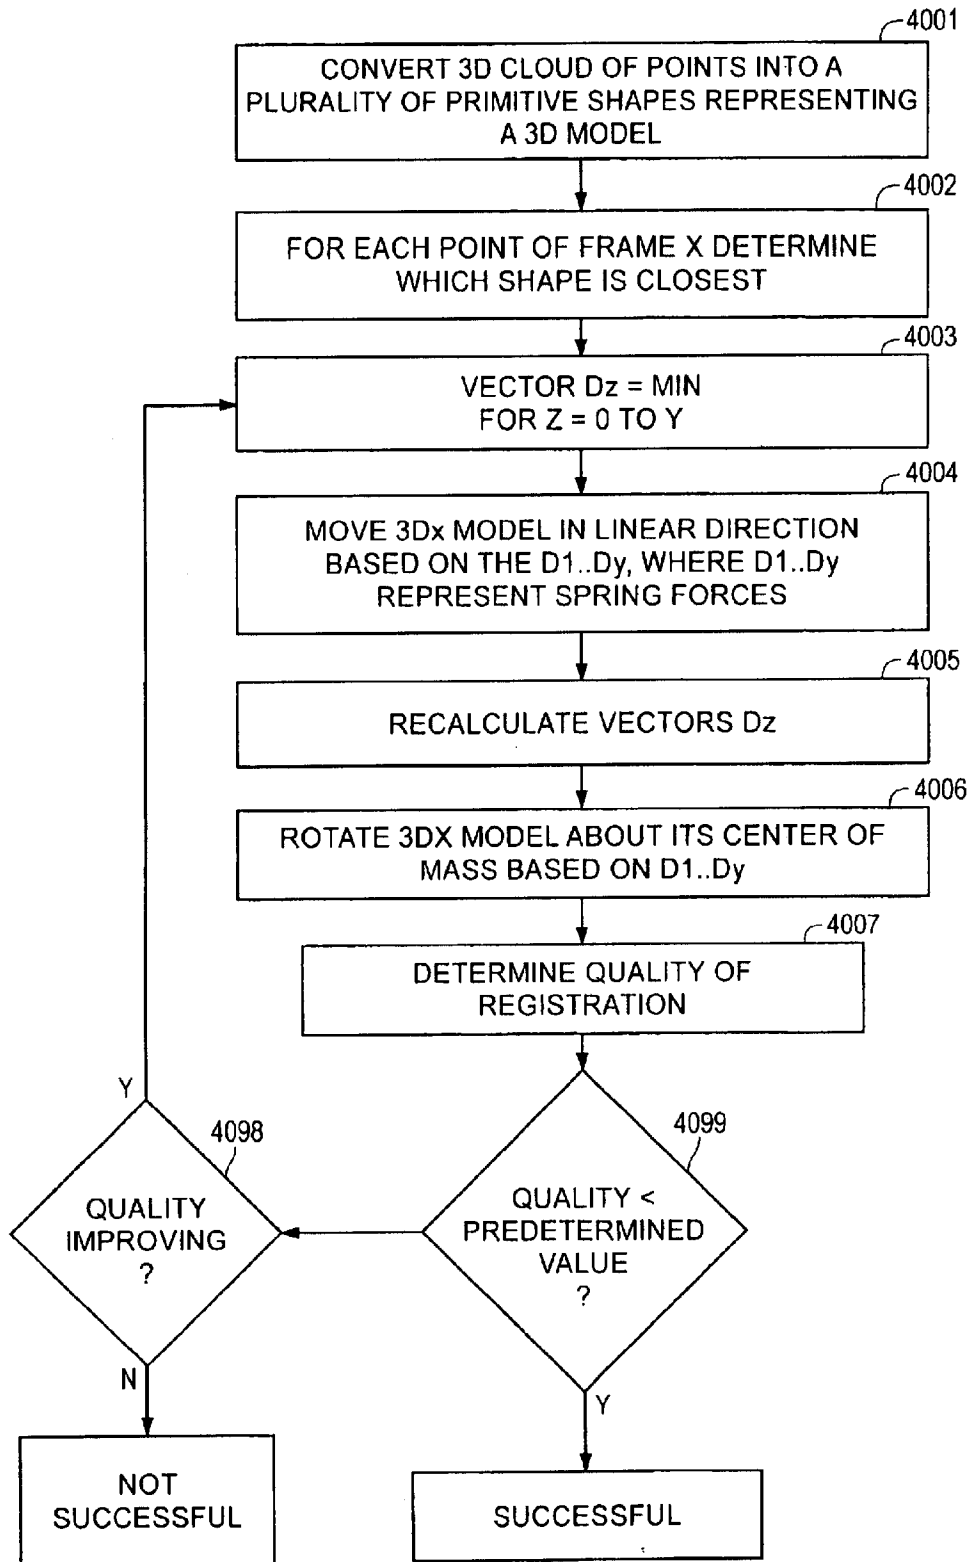 4001
CONVERT 3D CLOUD OF POINTS INTO A
PLURALITY OF PRIMITIVE SHAPES REPRESENTING
A 3D MODEL
4002
FOR EACH POINT OF FRAME X DETERMINE
WHICH SHAPE IS CLOSEST
4003
VECTOR Dz = MIN
FOR Z = 0 TO Y
4004
MOVE 3Dx MODEL IN LINEAR DIRECTION
BASED ON THE D1..Dy, WHERE D1..Dy
REPRESENT SPRING FORCES
4005
RECALCULATE VECTORS Dz
4006
ROTATE 3DX MODEL ABOUT ITS CENTER OF
MASS BASED ON D1..Dy
4007
DETERMINE QUALITY OF
REGISTRATION
4099
QUALITY <
PREDETERMINED
VALUE
?
Y
SUCCESSFUL
4098
QUALITY
IMPROVING
?
Y
N
NOT
SUCCESSFUL